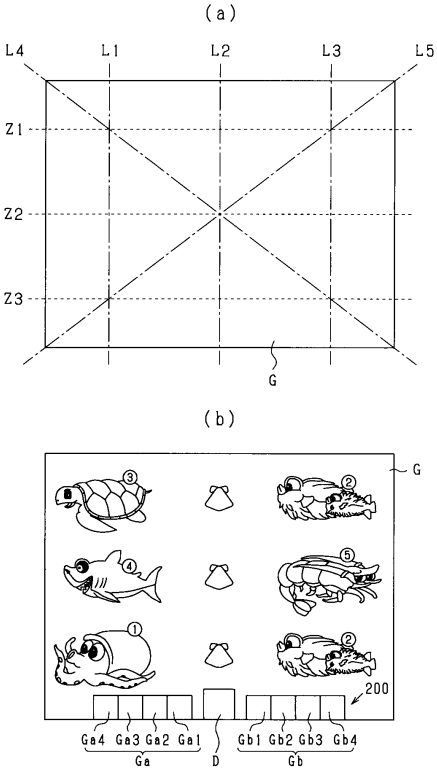 (a)
L4 L1 L2 L3 L5
Z1
Z2
Z3
G
(b)
G
③ ②
④ ⑤
① ②
200
Ga4 Ga3 Ga2 Ga1 D Gb1 Gb2 Gb3 Gb4
Ga Gb